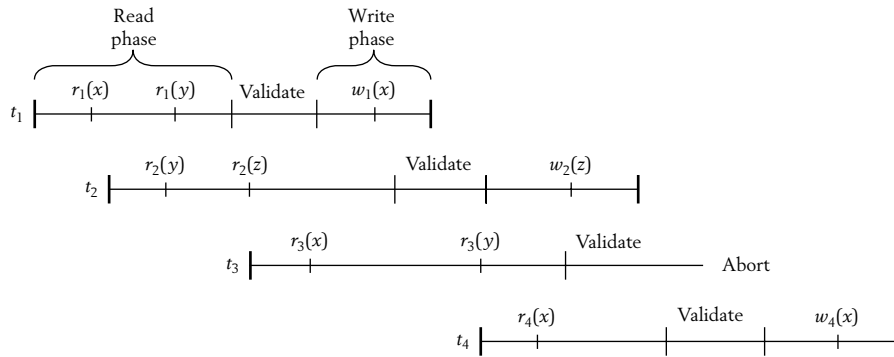 Read phase
Write phase
r₁(x) r₁(y) Validate w₁(x)
t₁
r₂(y) r₂(z) Validate w₂(z)
t₂
r₃(x) r₃(y) Validate
t₃ Abort
r₄(x) Validate w₄(x)
t₄